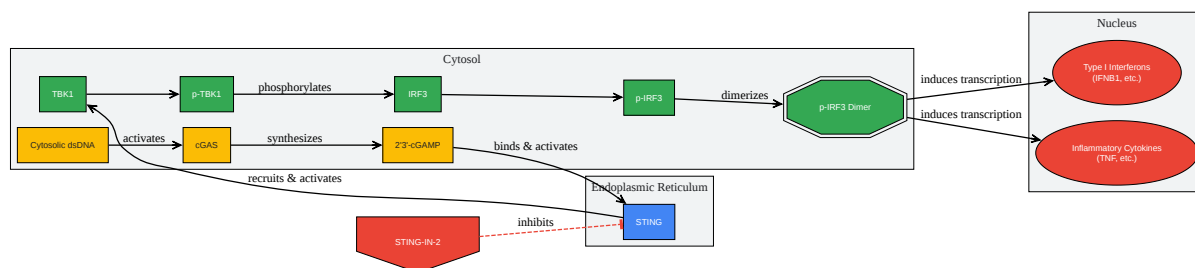 Nucleus
Cytosol
TBK1
p-TBK1
phosphorylates
IRF3
p-IRF3
dimerizes
p-IRF3 Dimer
induces transcription
Type I Interferons
(IFNB1, etc.)
induces transcription
Inflammatory Cytokines
(TNF, etc.)
Cytosolic dsDNA
activates
cGAS
synthesizes
2'3'-cGAMP
binds & activates
recruits & activates
Endoplasmic Reticulum
STING
inhibits
STING-IN-2